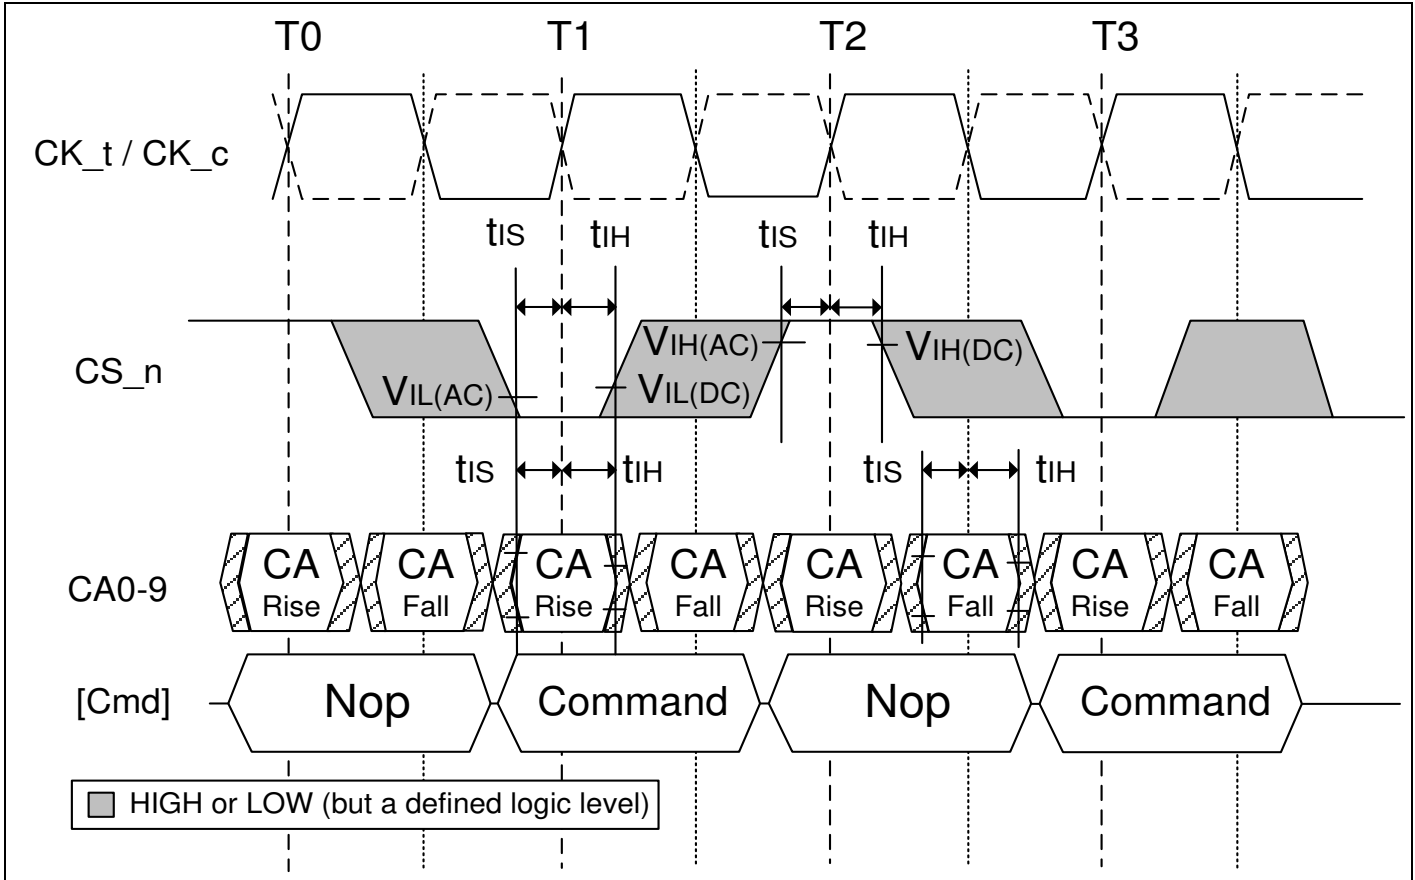 T0 T1 T2 T3
CK_t / CK_c
tIS tIH tIS tIH
CS_n
VIL(AC) VIH(AC) VIL(DC) VIH(DC)
tIS tIH tIS tIH
CA0-9
CA CA CA CA CA CA CA CA
Rise Fall Rise Fall Rise Fall Rise Fall
[Cmd] Nop Command Nop Command
HIGH or LOW (but a defined logic level)